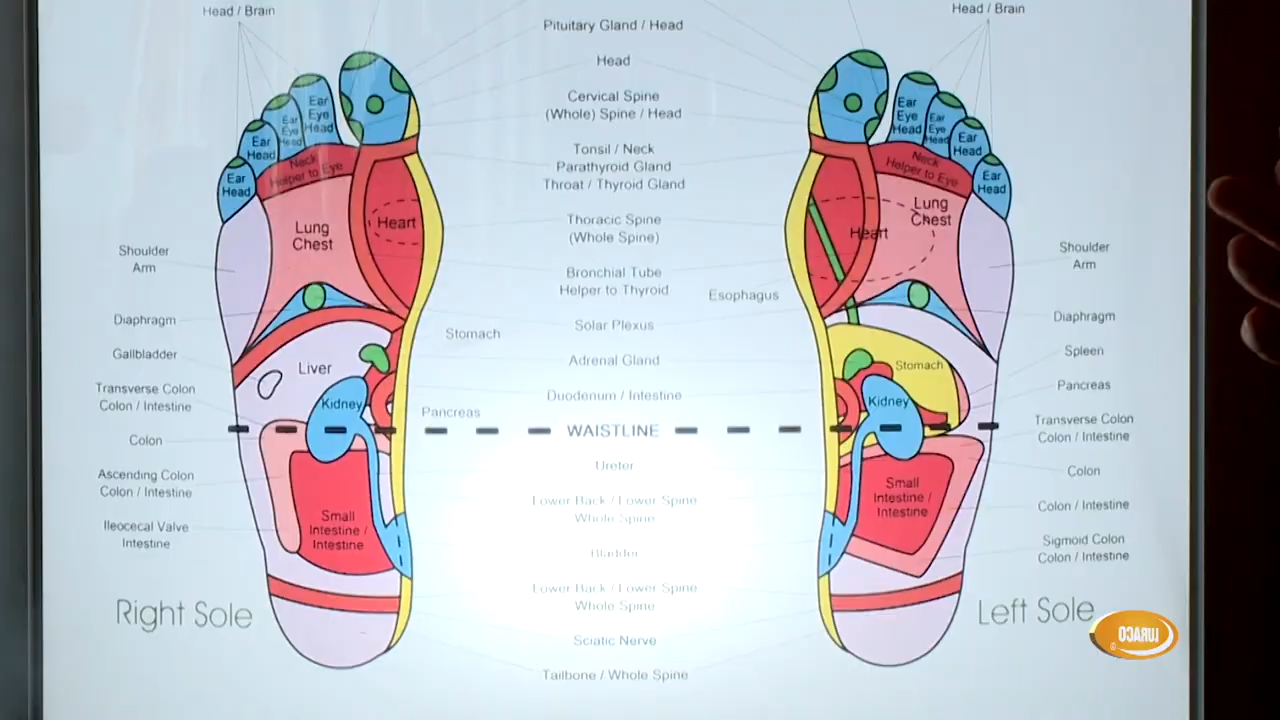 Head / Brain
Head / Brain
Pituitary Gland / Head
Head
Cervical Spine
(Whole) Spine / Head
Tonsil / Neck
Parathyroid Gland
Throat / Thyroid Gland
Thoracic Spine
(Whole Spine)
Bronchial Tube
Helper to Thyroid
Solar Plexus
Adrenal Gland
Duodenum / Intestine
WAISTLINE
Ureter
Lower Back / Lower Spine
Whole Spine
Bladder
Lower Back / Lower Spine
Whole Spine
Sciatic Nerve
Tailbone / Whole Spine
Shoulder
Arm
Diaphragm
Gallbladder
Transverse Colon
Colon / Intestine
Colon
Ascending Colon
Colon / Intestine
Ileocecal Valve
Intestine
Right Sole
Ear
Eye
Head
Ear
Eye
Head
Ear
Head
Ear
Head
Neck
Helper to Eye
Lung
Chest
Heart
Liver
Kidney
Small
Intestine /
Intestine
Stomach
Pancreas
Esophagus
Ear
Eye
Head
Ear
Eye
Head
Ear
Head
Ear
Head
Neck
Helper to Eye
Lung
Chest
Heart
Stomach
Kidney
Small
Intestine /
Intestine
Shoulder
Arm
Diaphragm
Spleen
Pancreas
Transverse Colon
Colon / Intestine
Colon
Colon / Intestine
Sigmoid Colon
Colon / Intestine
Left Sole
LURACO
®